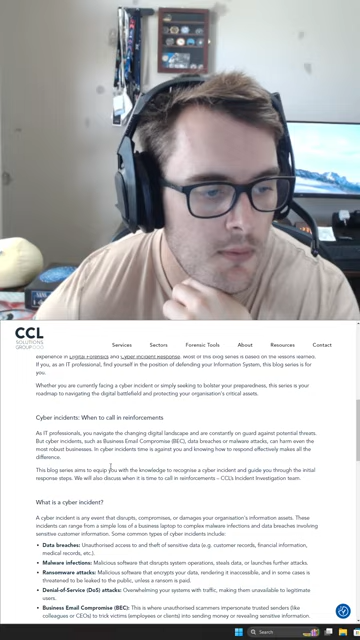 CCL
SOLUTIONS
GROUP
Services
Sectors
Forensic Tools
About
Resources
Contact
experience in Digital Forensics and Cyber Incident Response. Most of this blog series is based on the lessons learned.
If you, as an IT professional, find yourself in the position of defending your Information System, this blog series is for
you.
Whether you are currently facing a cyber incident or simply seeking to bolster your preparedness, this series is your
roadmap to navigating the digital battlefield and protecting your organisation's critical assets.
Cyber incidents: When to call in reinforcements
As IT professionals, you navigate the changing digital landscape and are constantly on guard against potential threats.
But cyber incidents, such as Business Email Compromise (BEC), data breaches or malware attacks, can harm even the
most robust businesses. In cyber incidents time is against you and knowing how to respond effectively makes all the
difference.
This blog series aims to equip you with the knowledge to recognise a cyber incident and guide you through the initial
response steps. We will also discuss when it is time to call in reinforcements – CCL's Incident Investigation team.
What is a cyber incident?
A cyber incident is any event that disrupts, compromises, or damages your organisation's information assets. These
incidents can range from a simple loss of a business laptop to complex malware infections and data breaches involving
sensitive customer information. Some common types of cyber incidents include:
Data breaches: Unauthorised access to and theft of sensitive data (e.g. customer records, financial information,
medical records, etc.).
Malware infections: Malicious software that disrupts system operations, steals data, or launches further attacks.
Ransomware attacks: Malicious software that encrypts your data, rendering it inaccessible, and in some cases is
threatened to be leaked to the public, unless a ransom is paid.
Denial-of-Service (DoS) attacks: Overwhelming your systems with traffic, making them unavailable to legitimate
users.
Business Email Compromise (BEC): This is where unauthorised scammers impersonate trusted senders (like
colleagues or CEOs) to trick victims (employees or clients) into sending money or revealing sensitive information.
Search